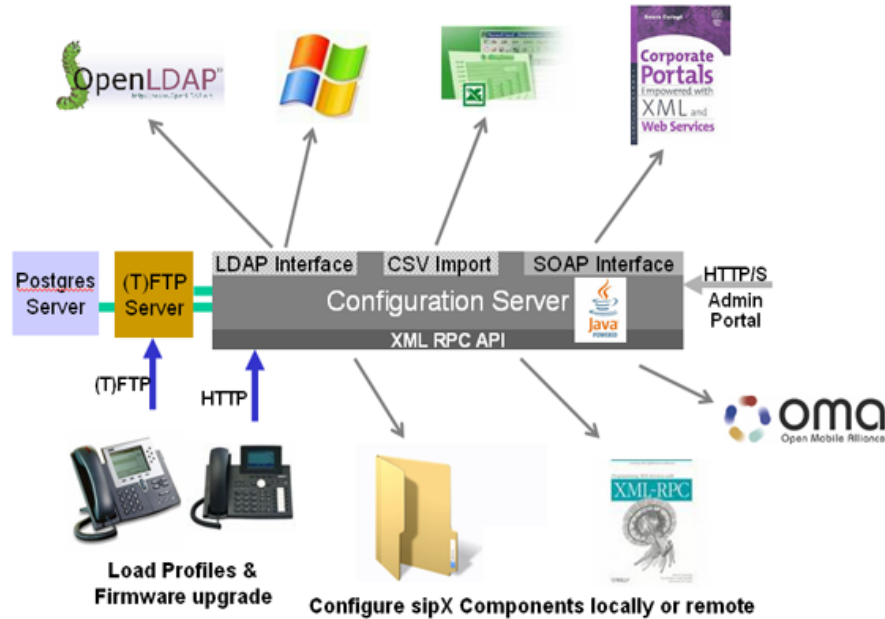 OpenLDAP
Corporate
Portals
Empowered with
XML and
Web Services
LDAP Interface
CSV Import
SOAP Interface
Postgres
Server
(T)FTP
Server
Configuration Server
Java
POWERED
XML RPC API
HTTP/S
Admin
Portal
(T)FTP
HTTP
oma
Open Mobile Alliance
XML-RPC
O'REILLY
Load Profiles &
Firmware upgrade
Configure sipX Components locally or remote